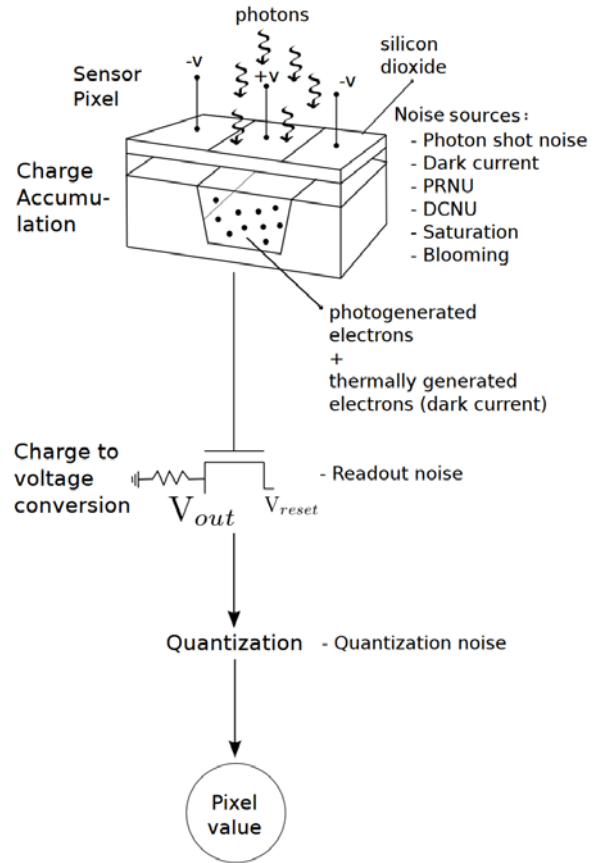 photons
silicon
dioxide
-v
+v
-v
Sensor
Pixel
Noise sources:
- Photon shot noise
- Dark current
- PRNU
- DCNU
- Saturation
- Blooming
Charge
Accumu-
lation
photogenerated
electrons
+
thermally generated
electrons (dark current)
Charge to
voltage
conversion
- Readout noise
Vout
Vreset
Quantization
- Quantization noise
Pixel
value